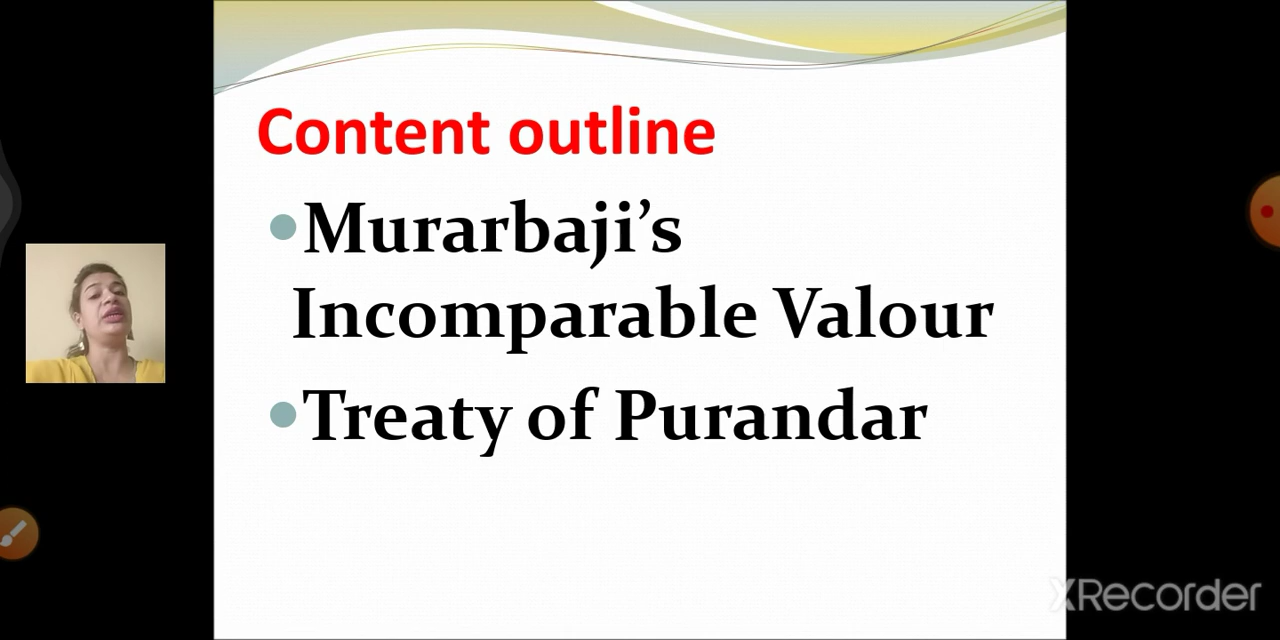 Content outline
•Murarbaji’s
Incomparable Valour
•Treaty of Purandar
XRecorder